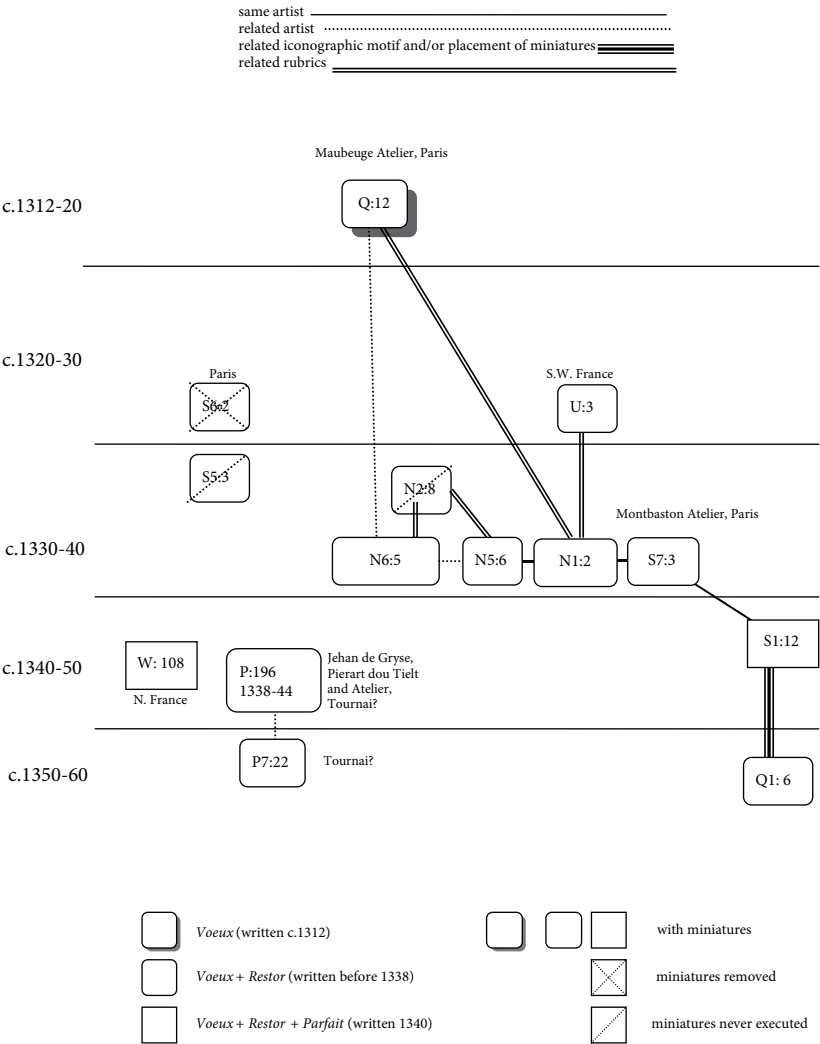 same artist
related artist
related iconographic motif and/or placement of miniatures
related rubrics
Maubeuge Atelier, Paris
c.1312-20
Q:12
c.1320-30
Paris
S6:2
S.W. France
U:3
S5:3
N2:8
Montbaston Atelier, Paris
c.1330-40
N6:5
N5:6
N1:2
S7:3
S1:12
c.1340-50
W: 108
N. France
P:196
1338-44
Jehan de Gryse,
Pierart dou Tielt
and Atelier,
Tournai?
c.1350-60
P7:22
Tournai?
Q1: 6
Voeux (written c.1312)
with miniatures
Voeux + Restor (written before 1338)
miniatures removed
Voeux + Restor + Parfait (written 1340)
miniatures never executed